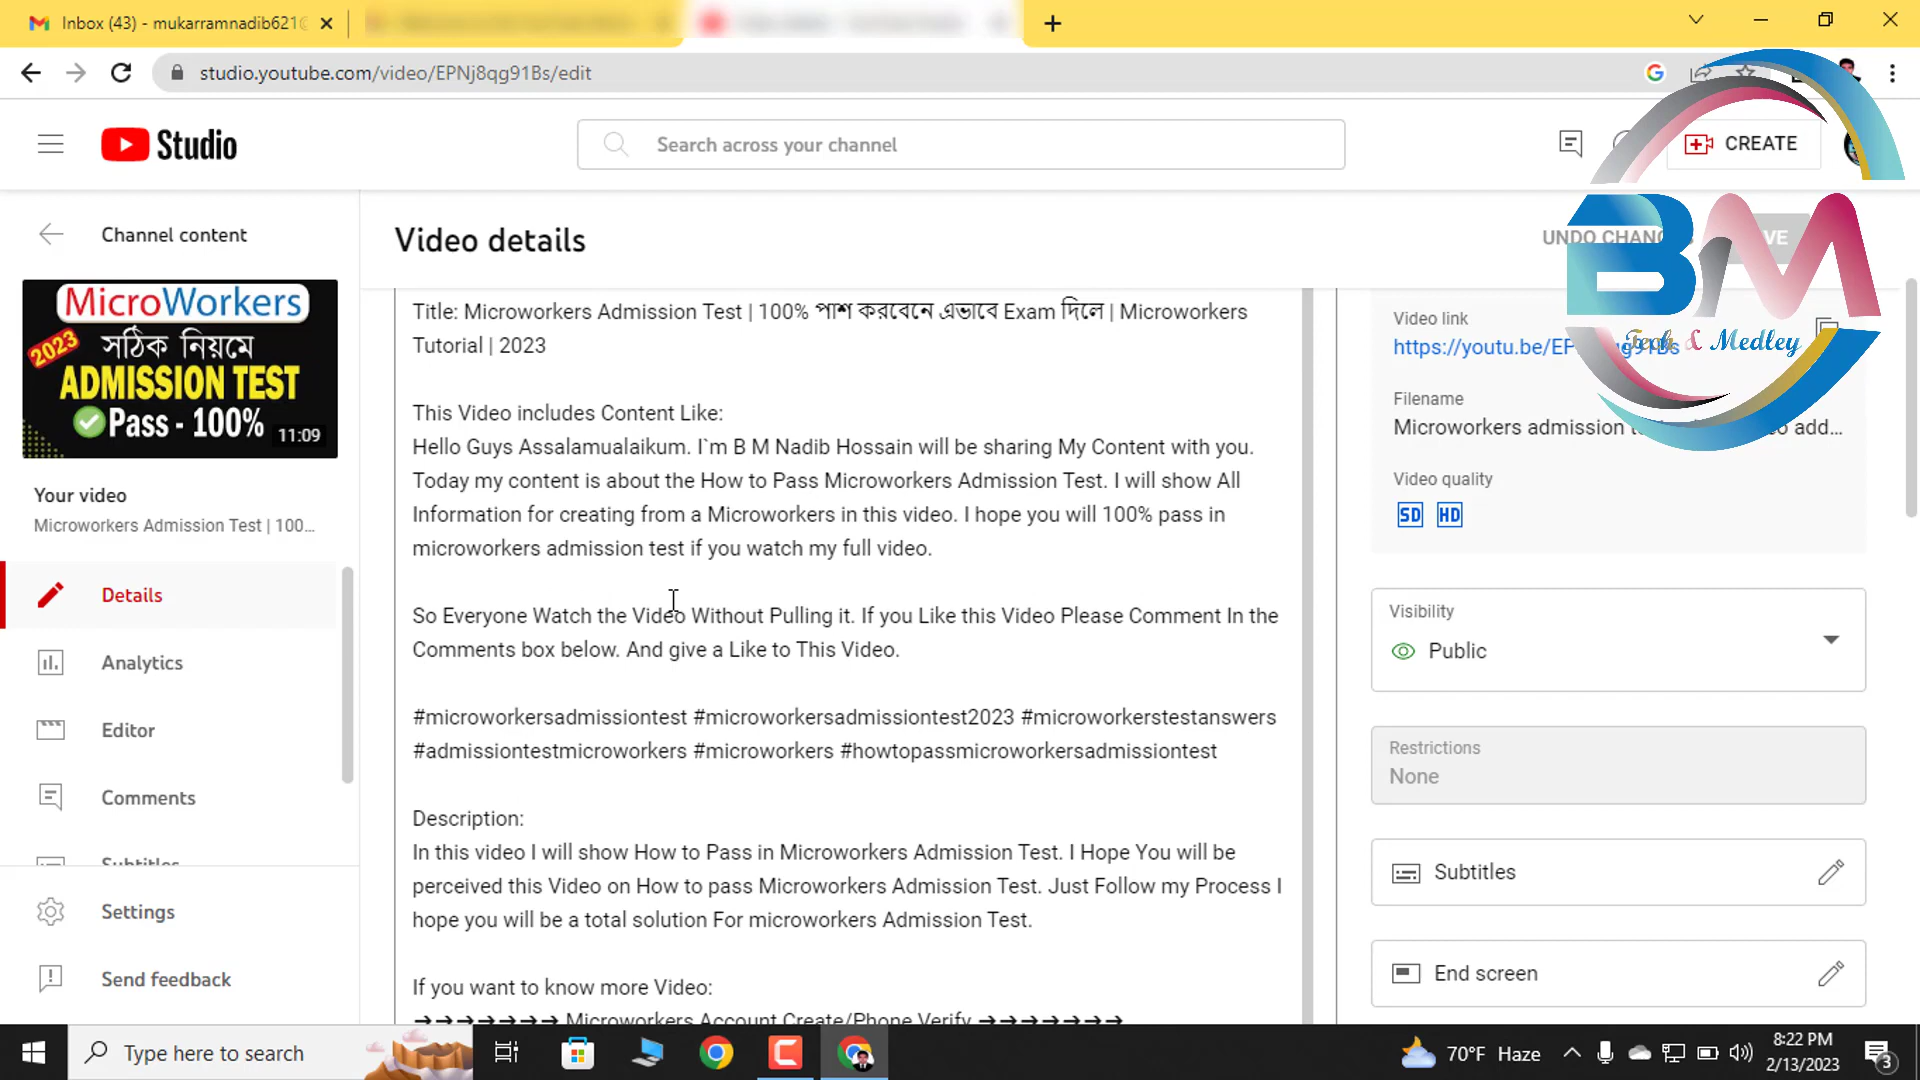 Inbox (43) - mukarramnadib621@
studio.youtube.com/video/EPNj8qg91Bs/edit
Studio
Search across your channel
CREATE
Channel content
Video details
UNDO CHAN
VE
BM
Tech & Medley
MicroWorkers
2023
সঠিক নিয়মে
ADMISSION TEST
Pass - 100%
11:09
Your video
Microworkers Admission Test | 100...
Details
Analytics
Editor
Comments
Subtitles
Settings
Send feedback
Title: Microworkers Admission Test | 100% পাশ করবেনে এভাবে Exam দিলে | Microworkers
Tutorial | 2023
This Video includes Content Like:
Hello Guys Assalamualaikum. I`m B M Nadib Hossain will be sharing My Content with you.
Today my content is about the How to Pass Microworkers Admission Test. I will show All
Information for creating from a Microworkers in this video. I hope you will 100% pass in
microworkers admission test if you watch my full video.
So Everyone Watch the Video Without Pulling it. If you Like this Video Please Comment In the
Comments box below. And give a Like to This Video.
#microworkersadmissiontest #microworkersadmissiontest2023 #microworkerstestanswers
#admissiontestmicroworkers #microworkers #howtopassmicroworkersadmissiontest
Description:
In this video I will show How to Pass in Microworkers Admission Test. I Hope You will be
perceived this Video on How to pass Microworkers Admission Test. Just Follow my Process I
hope you will be a total solution For microworkers Admission Test.
If you want to know more Video:
→→→→→→→ Microworkers Account Create/Phone Verify →→→→→→→
Video link
https://youtu.be/EP
Filename
Microworkers admission add...
Video quality
SD HD
Visibility
Public
Restrictions
None
Subtitles
End screen
Type here to search
70°F Haze
8:22 PM
2/13/2023
3